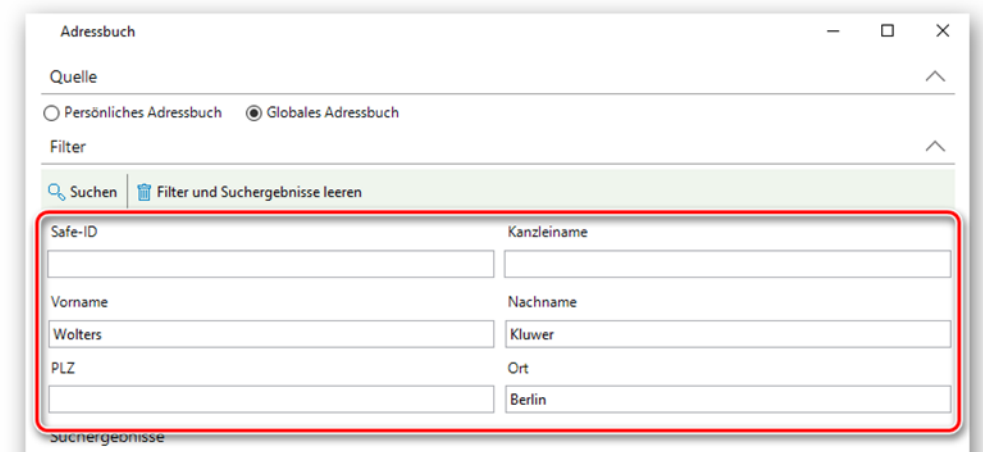 Adressbuch
Quelle
Persönliches Adressbuch Globales Adressbuch
Filter
Suchen Filter und Suchergebnisse leeren
Safe-ID Kanzleiname
Vorname Nachname
Wolters Kluwer
PLZ Ort
Berlin
Suchergebnisse